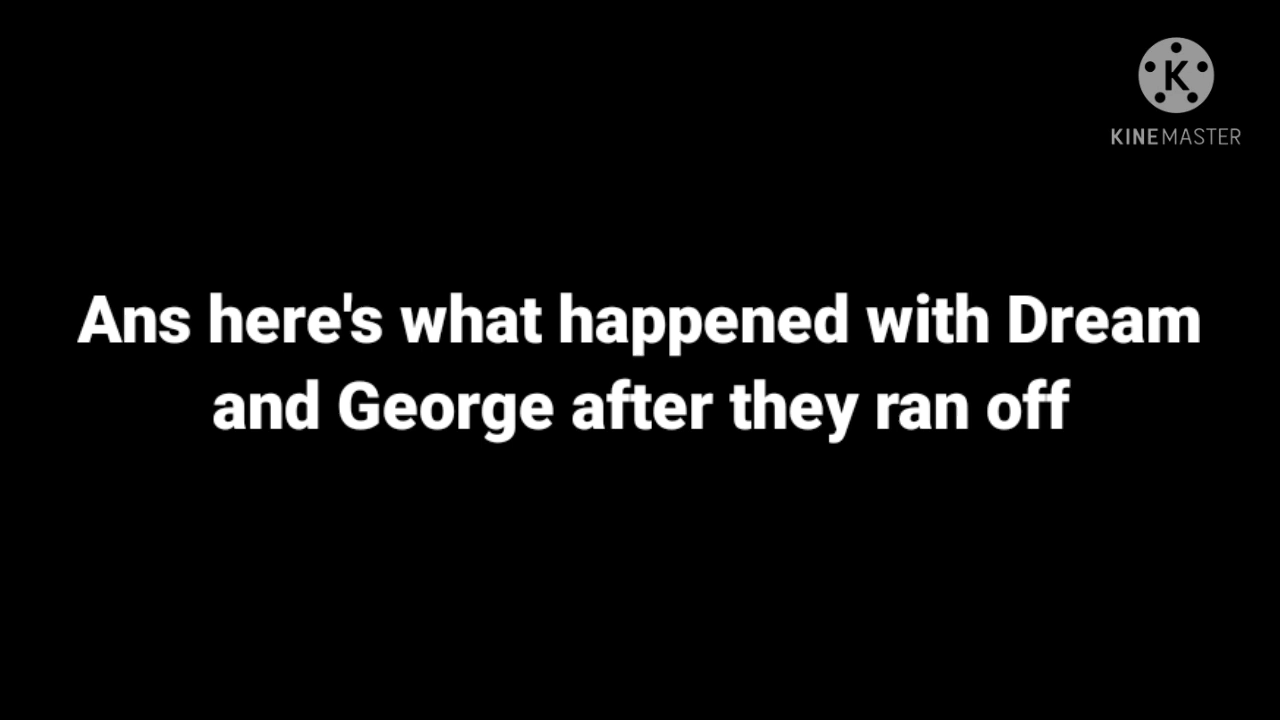 K
KINEMASTER
Ans here's what happened with Dream
and George after they ran off